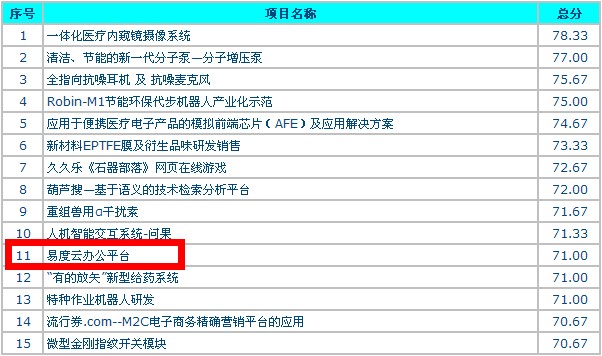 序号 项目名称 总分
1 一体化医疗内窥镜摄像系统 78.33
2 清洁、节能的新一代分子泵—分子增压泵 77.00
3 全指向抗噪耳机 及 抗噪麦克风 75.67
4 Robin-M1节能环保代步机器人产业化示范 75.00
5 应用于便携医疗电子产品的模拟前端芯片（AFE）及应用解决方案 74.67
6 新材料EPTFE膜及衍生品味研发销售 73.33
7 久久乐《石器部落》网页在线游戏 72.67
8 葫芦搜—基于语义的技术检索分析平台 72.00
9 重组兽用α干扰素 71.67
10 人机智能交互系统-问果 71.33
11 易度云办公平台 71.00
12 “有的放矢”新型给药系统 71.00
13 特种作业机器人研发 71.00
14 流行券.com--M2C电子商务精确营销平台的应用 70.67
15 微型金刚指纹开关模块 70.67